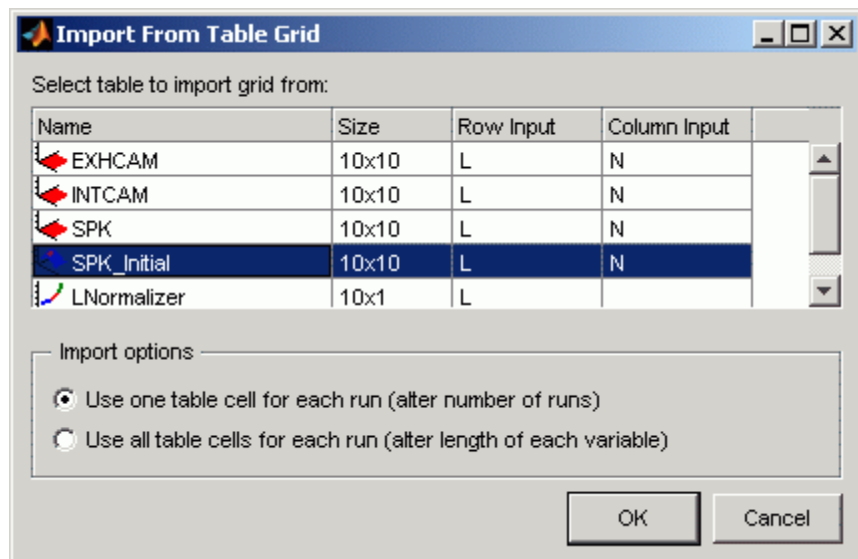 Import From Table Grid
Select table to import grid from:
Name Size Row Input Column Input
EXHCAM 10x10 L N
INTCAM 10x10 L N
SPK 10x10 L N
SPK_Initial 10x10 L N
LNormalizer 10x1 L
Import options
Use one table cell for each run (alter number of runs)
Use all table cells for each run (alter length of each variable)
OK Cancel